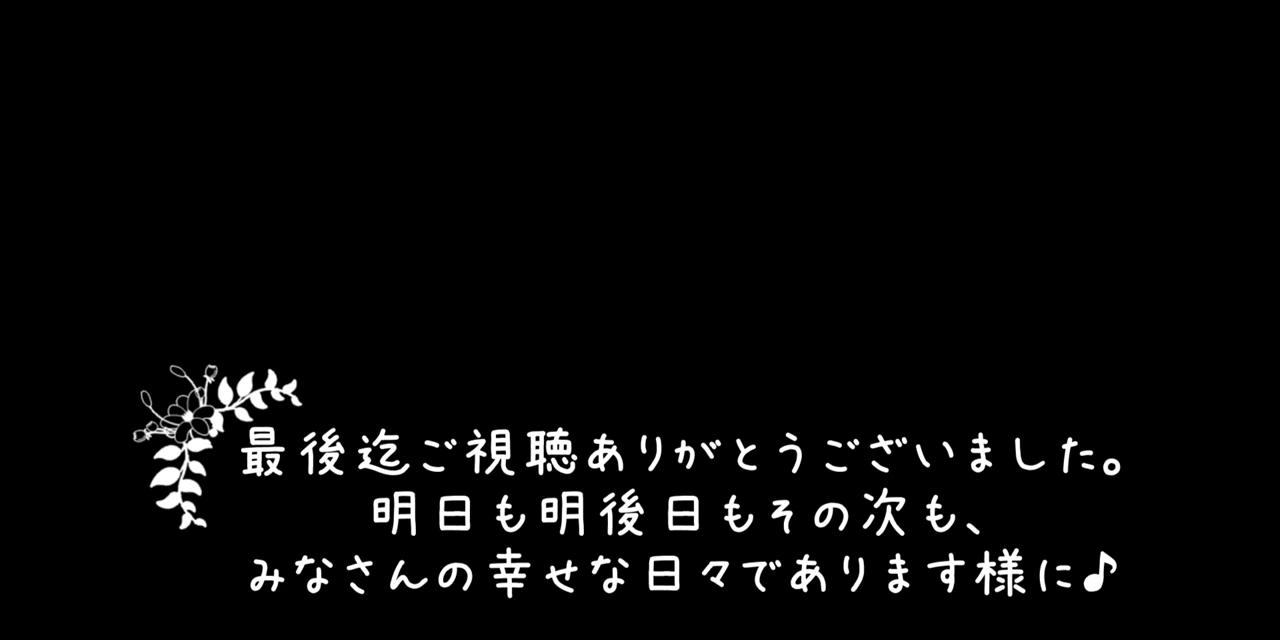 最後迄ご視聴ありがとうございました。
明日も明後日もその次も、
みなさんの幸せな日々であります様に♪